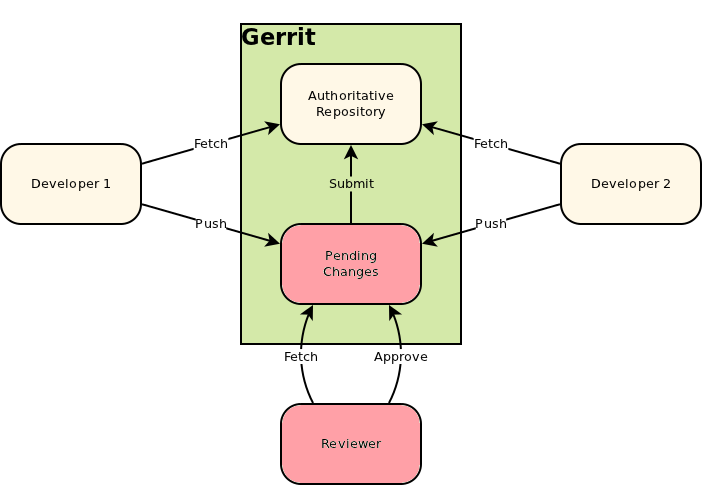 Gerrit
Authoritative
Repository
Fetch
Fetch
Developer 1
Submit
Developer 2
Push
Push
Pending
Changes
Fetch
Approve
Reviewer